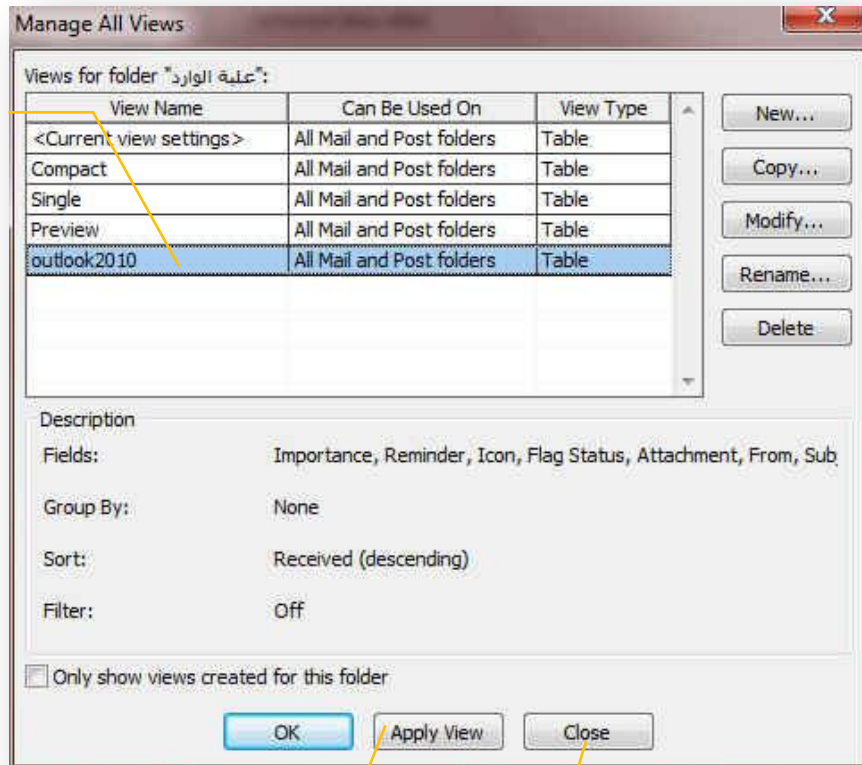 Manage All Views
Views for folder "علبة الوارد":
View Name Can Be Used On View Type
<Current view settings> All Mail and Post folders Table
Compact All Mail and Post folders Table
Single All Mail and Post folders Table
Preview All Mail and Post folders Table
outlook2010 All Mail and Post folders Table
New...
Copy...
Modify...
Rename...
Delete
Description
Fields: Importance, Reminder, Icon, Flag Status, Attachment, From, Sub
Group By: None
Sort: Received (descending)
Filter: Off
Only show views created for this folder
OK Apply View Close